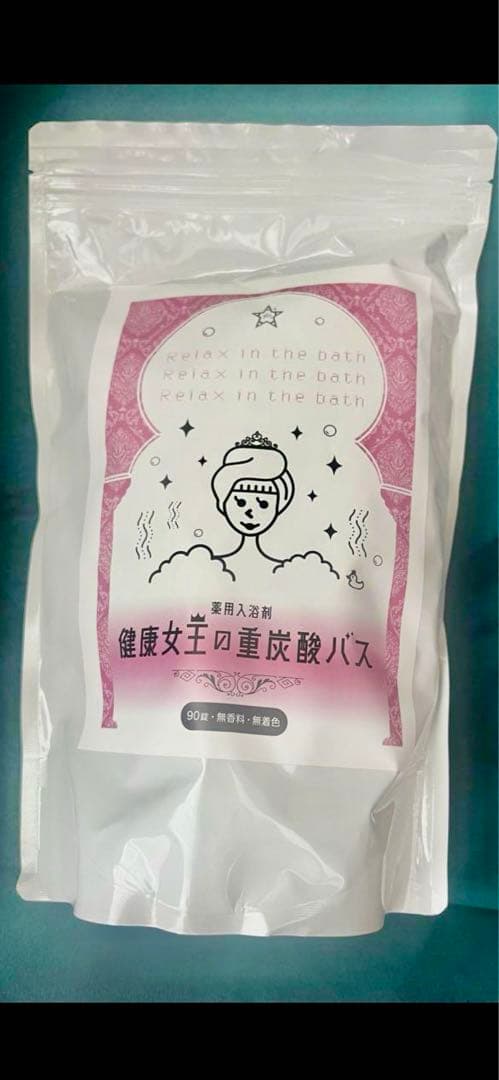 Relax in the bath
Relax in the bath
Relax in the bath
薬用入浴剤
健康女王の重炭酸バス
90錠・無香料・無着色